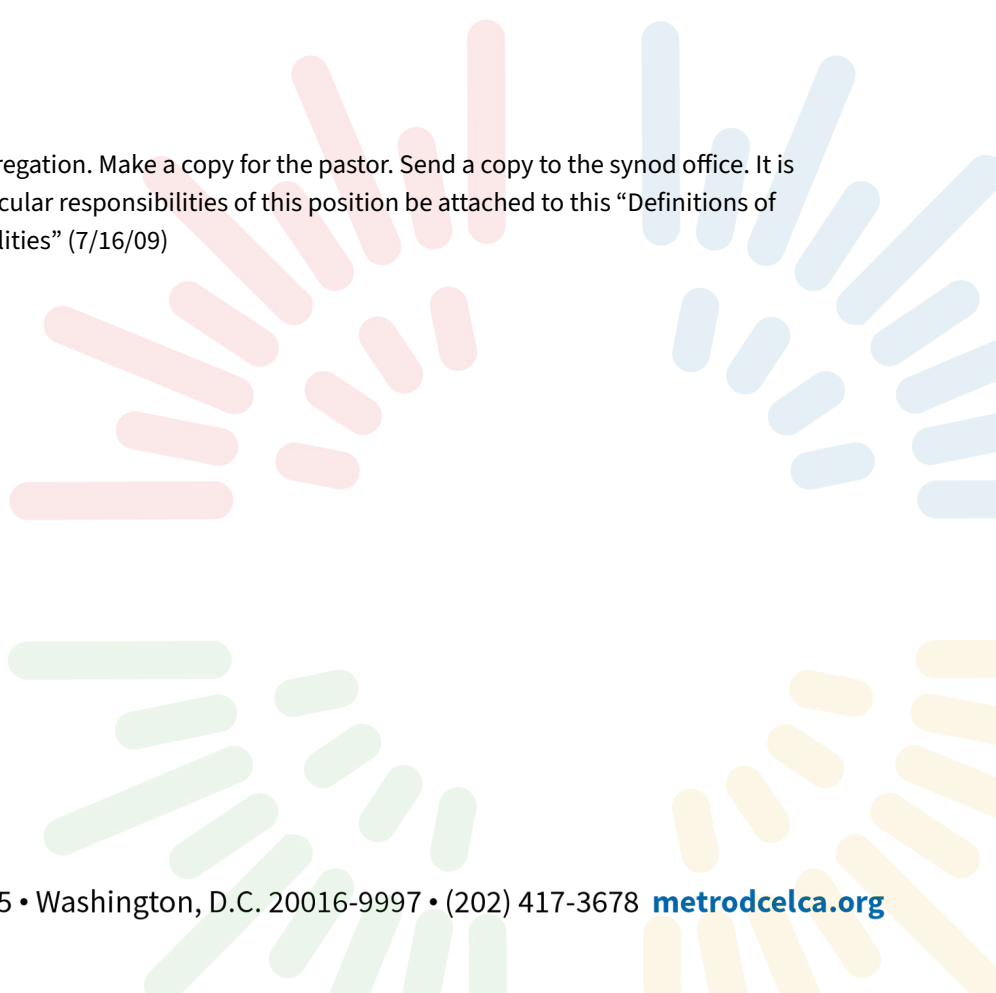 regation. Make a copy for the pastor. Send a copy to the synod office. It is
cular responsibilities of this position be attached to this “Definitions of
lities” (7/16/09)
5 • Washington, D.C. 20016-9997 • (202) 417-3678 metrodcelca.org